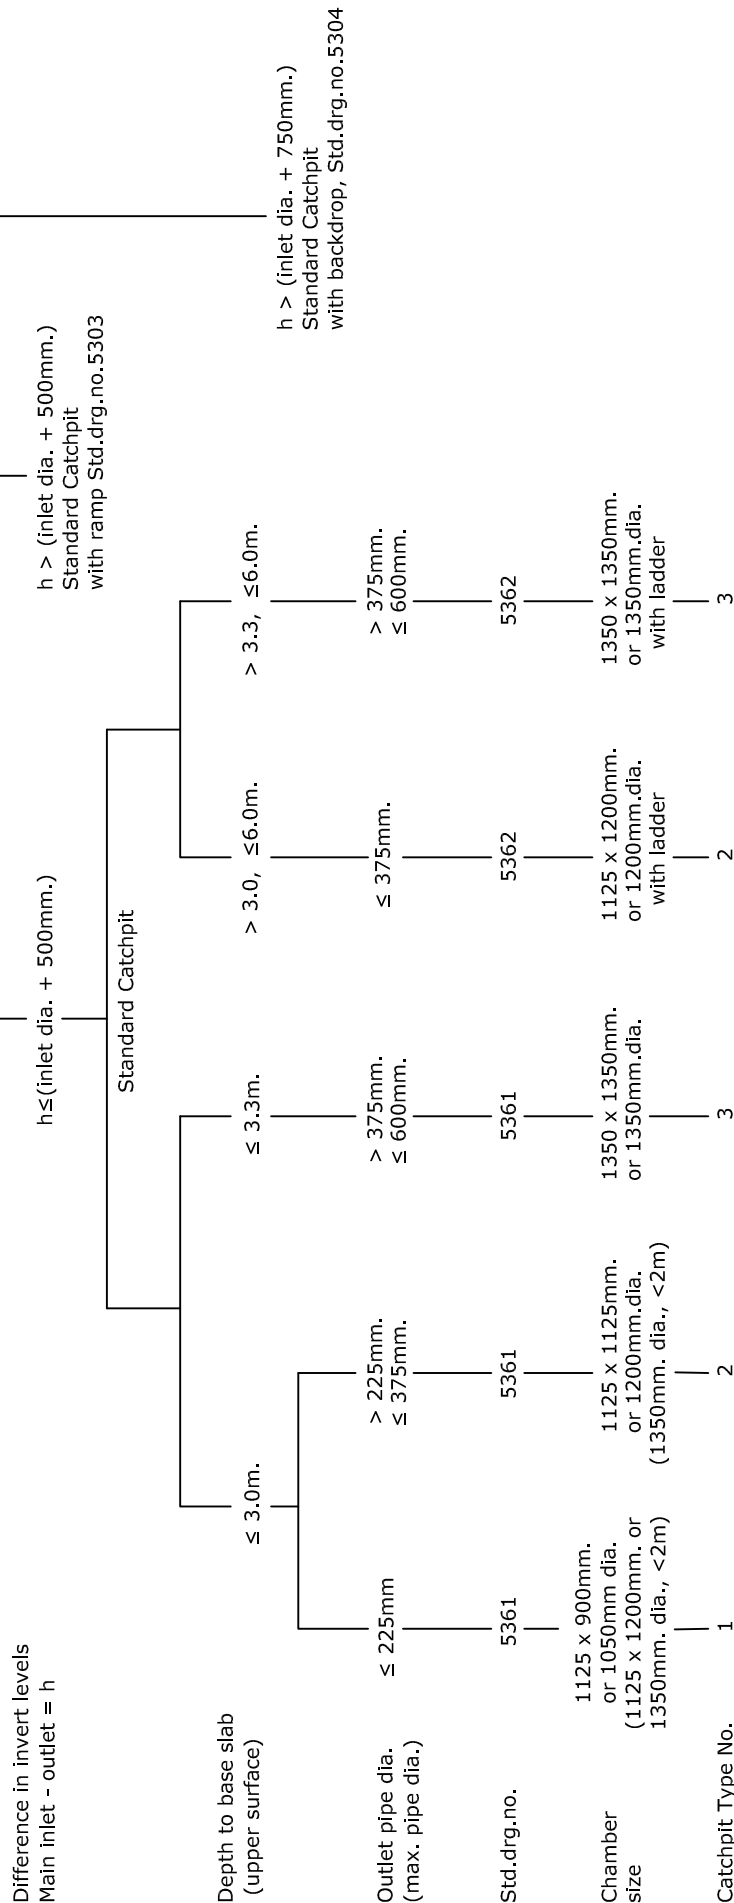 Difference in invert levels
Main inlet - outlet = h
h≤(inlet dia. + 500mm.)
h > (inlet dia. + 500mm.)
Standard Catchpit
with ramp Std.drg.no.5303
h > (inlet dia. + 750mm.)
Standard Catchpit
with backdrop, Std.drg.no.5304
Standard Catchpit
Depth to base slab
(upper surface)
≤ 3.0m.
≤ 3.3m.
> 3.0, ≤6.0m.
> 3.3, ≤6.0m.
Outlet pipe dia.
(max. pipe dia.)
≤ 225mm
> 225mm.
≤ 375mm.
> 375mm.
≤ 600mm.
≤ 375mm.
> 375mm.
≤ 600mm.
Std.drg.no.
5361
5361
5361
5362
5362
Chamber
size
1125 x 900mm.
or 1050mm dia.
(1125 x 1200mm. or
1350mm. dia., <2m)
1125 x 1125mm.
or 1200mm.dia.
(1350mm. dia., <2m)
1350 x 1350mm.
or 1350mm.dia.
1125 x 1200mm.
or 1200mm.dia.
with ladder
1350 x 1350mm.
or 1350mm.dia.
with ladder
Catchpit Type No.
1
2
3
2
3